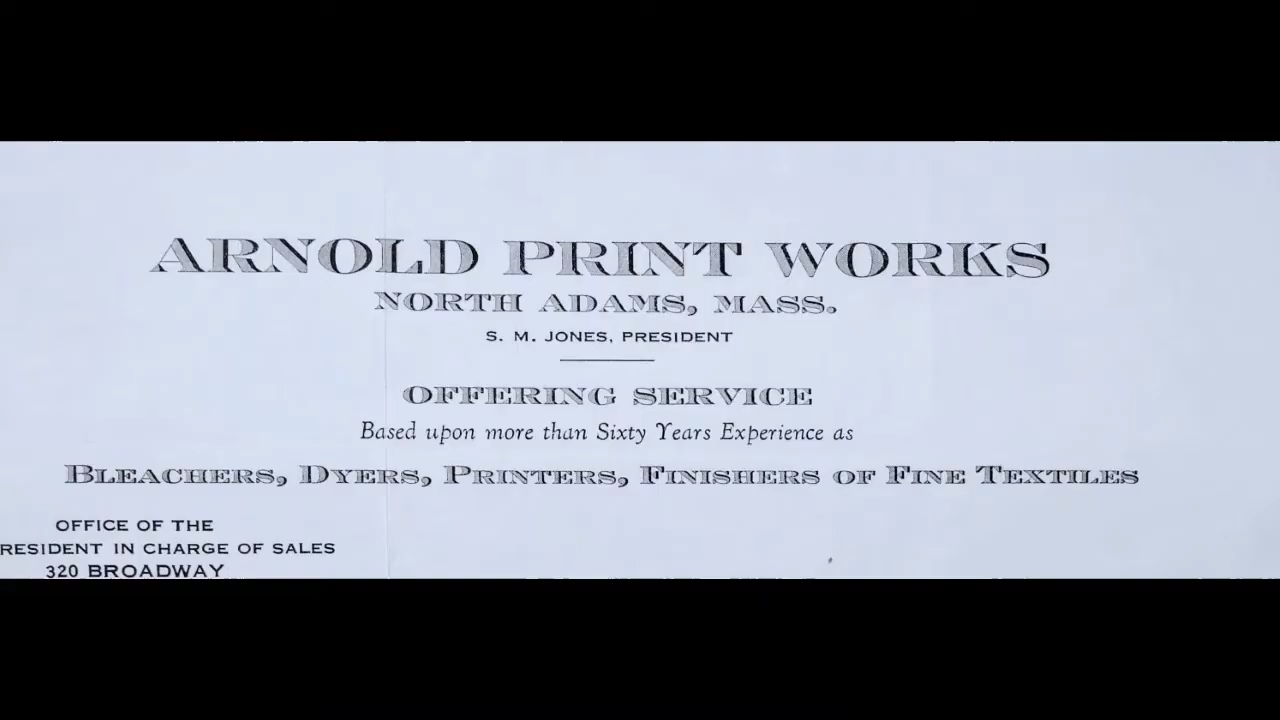 ARNOLD PRINT WORKS
NORTH ADAMS, MASS.
S. M. JONES, PRESIDENT
OFFERING SERVICE
Based upon more than Sixty Years Experience as
BLEACHERS, DYERS, PRINTERS, FINISHERS OF FINE TEXTILES
OFFICE OF THE
RESIDENT IN CHARGE OF SALES
320 BROADWAY